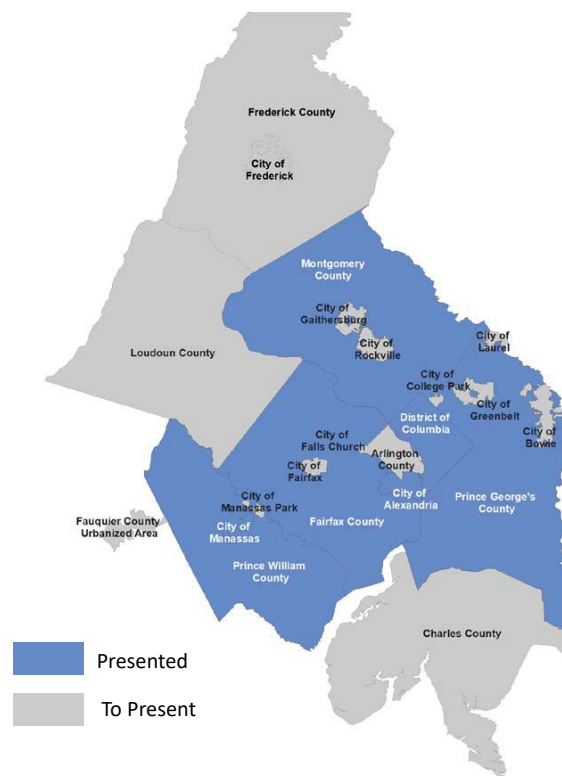 Frederick County
City of
Frederick
Montgomery
County
City of
Gaithersburg
City of
Rockville
City of
Laurel
Loudoun County
City of
College Park
City of
Greenbelt
District of
Columbia
City of
Bowie
City of
Falls Church
Arlington
County
City of
Fairfax
City of
Alexandria
Prince George's
County
City of
Manassas Park
City of
Manassas
Fairfax County
Fauquier County
Urbanized Area
Prince William
County
Charles County
Presented
To Present